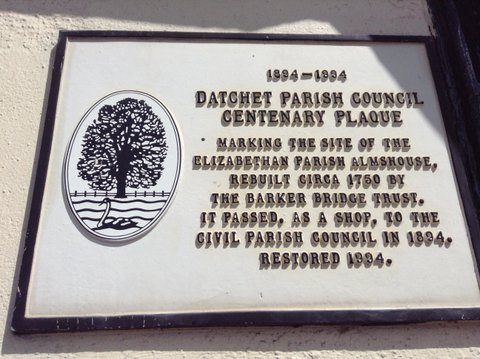 1894-1994
DATCHET PARISH COUNCIL
CENTENARY PLAQUE
MARKING THE SITE OF THE
ELIZABETHAN PARISH ALMSHOUSE,
REBUILT CIRCA 1750 BY
THE BARKER BRIDGE TRUST.
IT PASSED, AS A SHOP, TO THE
CIVIL PARISH COUNCIL IN 1894.
RESTORED 1994.